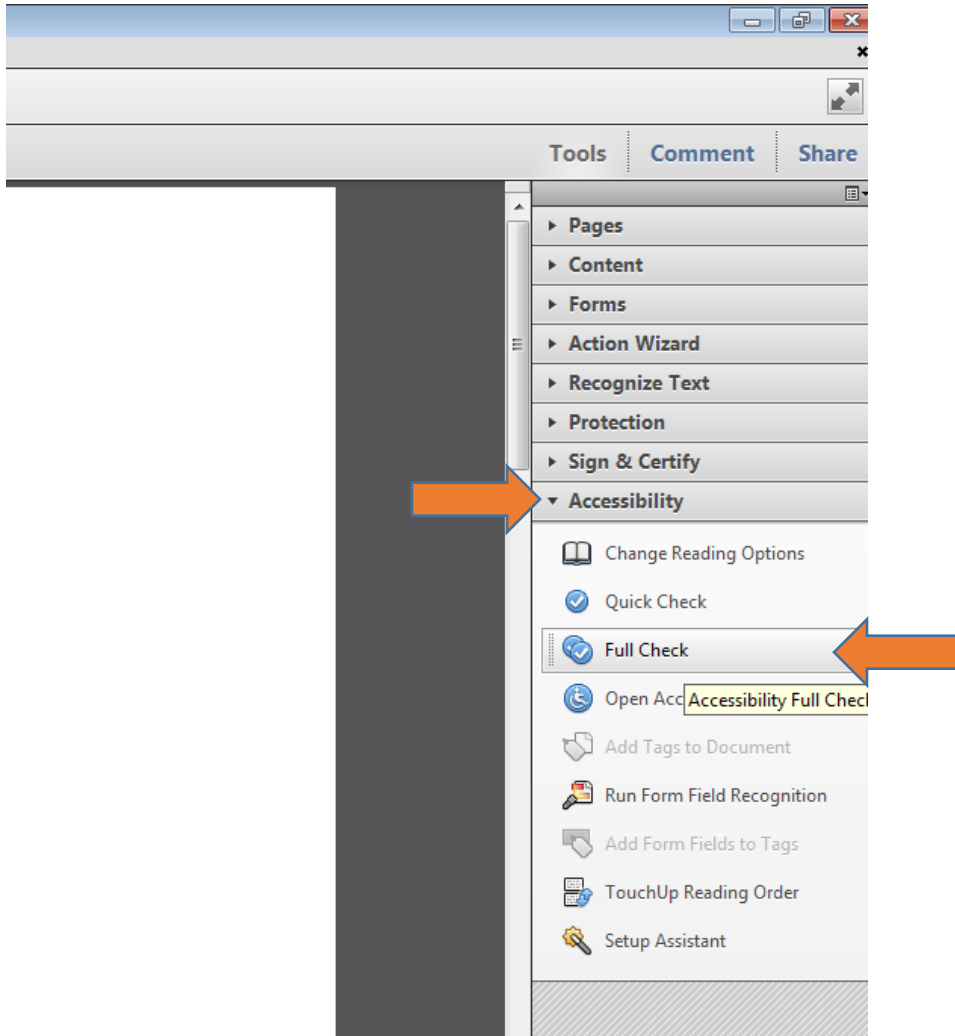 Tools Comment Share
Pages
Content
Forms
Action Wizard
Recognize Text
Protection
Sign & Certify
Accessibility
Change Reading Options
Quick Check
Full Check
Open Acc Accessibility Full Chec
Add Tags to Document
Run Form Field Recognition
Add Form Fields to Tags
TouchUp Reading Order
Setup Assistant